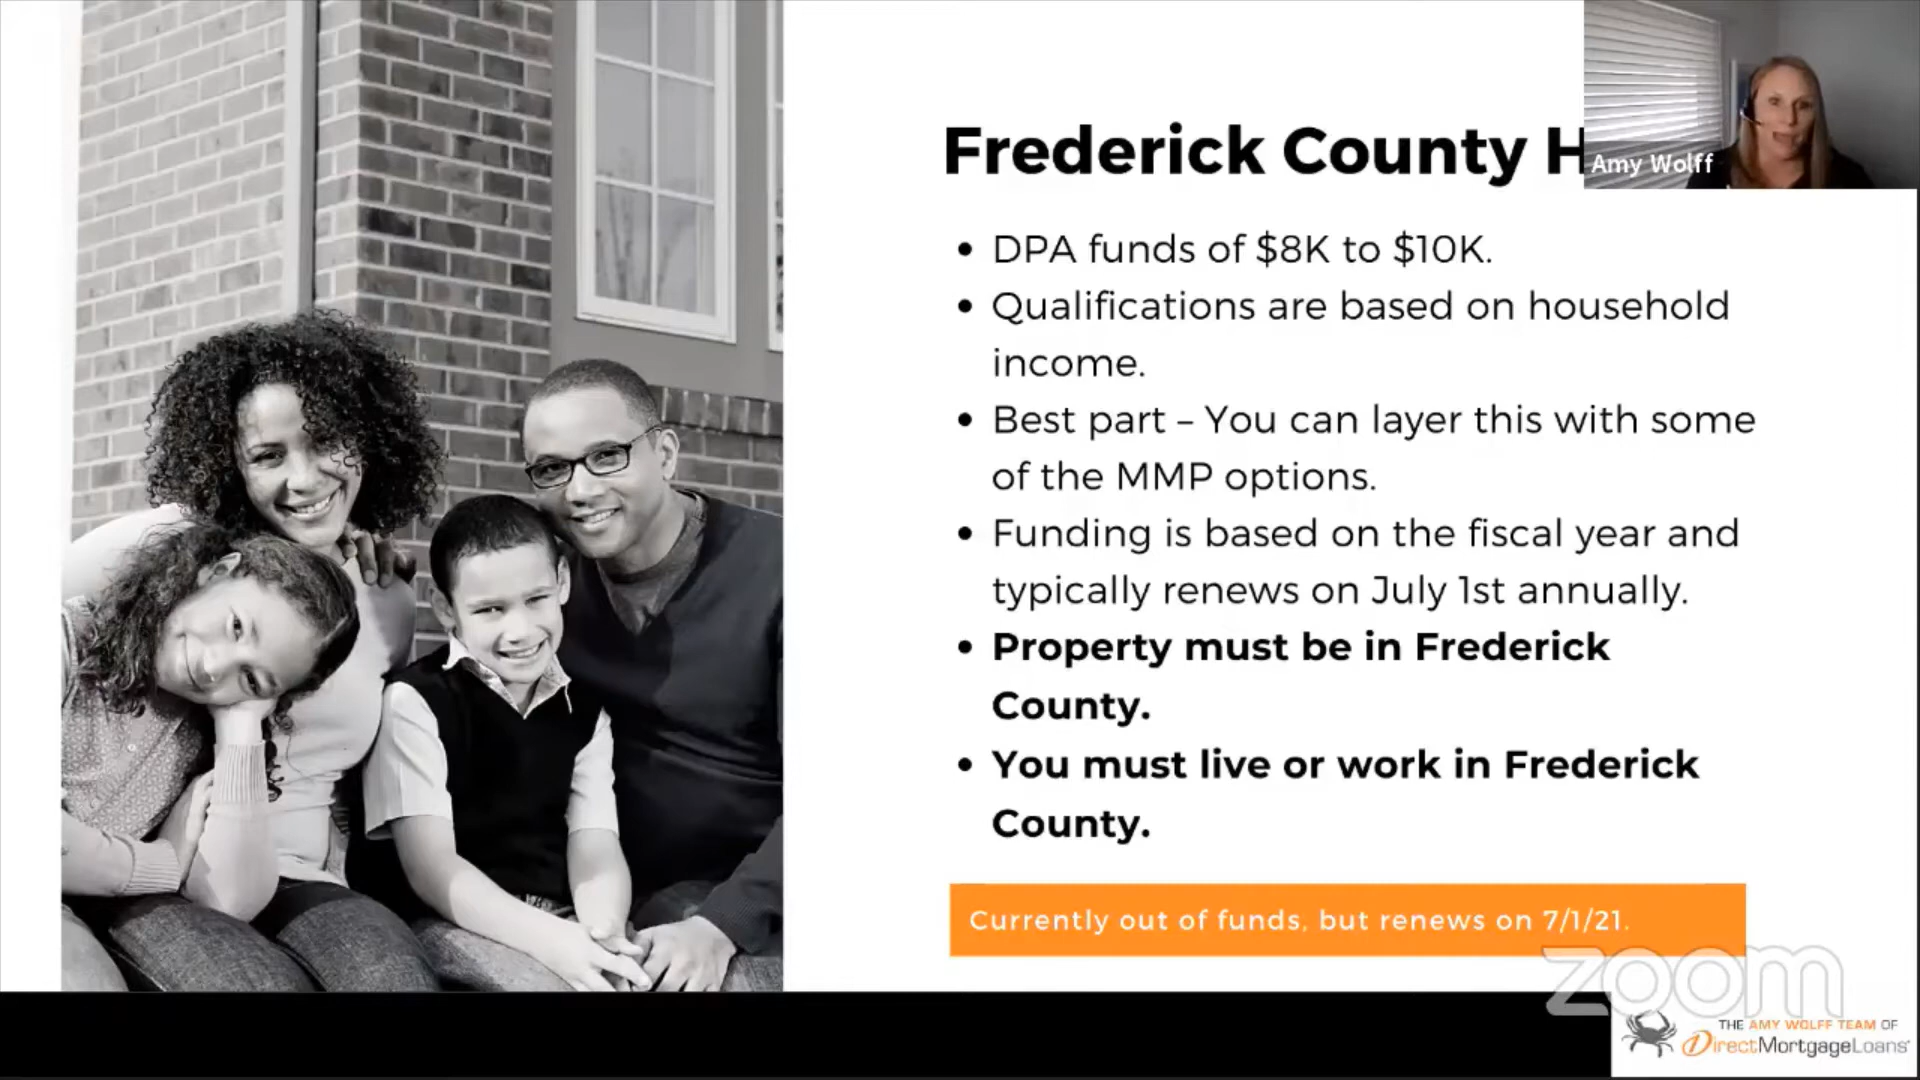 Frederick County H
Amy Wolff
• DPA funds of $8K to $10K.
• Qualifications are based on household
income.
• Best part – You can layer this with some
of the MMP options.
• Funding is based on the fiscal year and
typically renews on July 1st annually.
• Property must be in Frederick
County.
• You must live or work in Frederick
County.
Currently out of funds, but renews on 7/1/21.
zoom
THE AMY WOLFF TEAM OF
DirectMortgageLoans